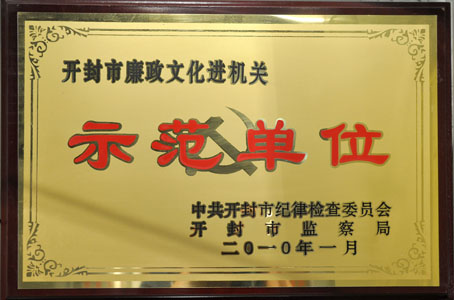 开封市廉政文化进机关
示范单位
中共开封市纪律检查委员会
开封市监察局
二〇一〇年一月